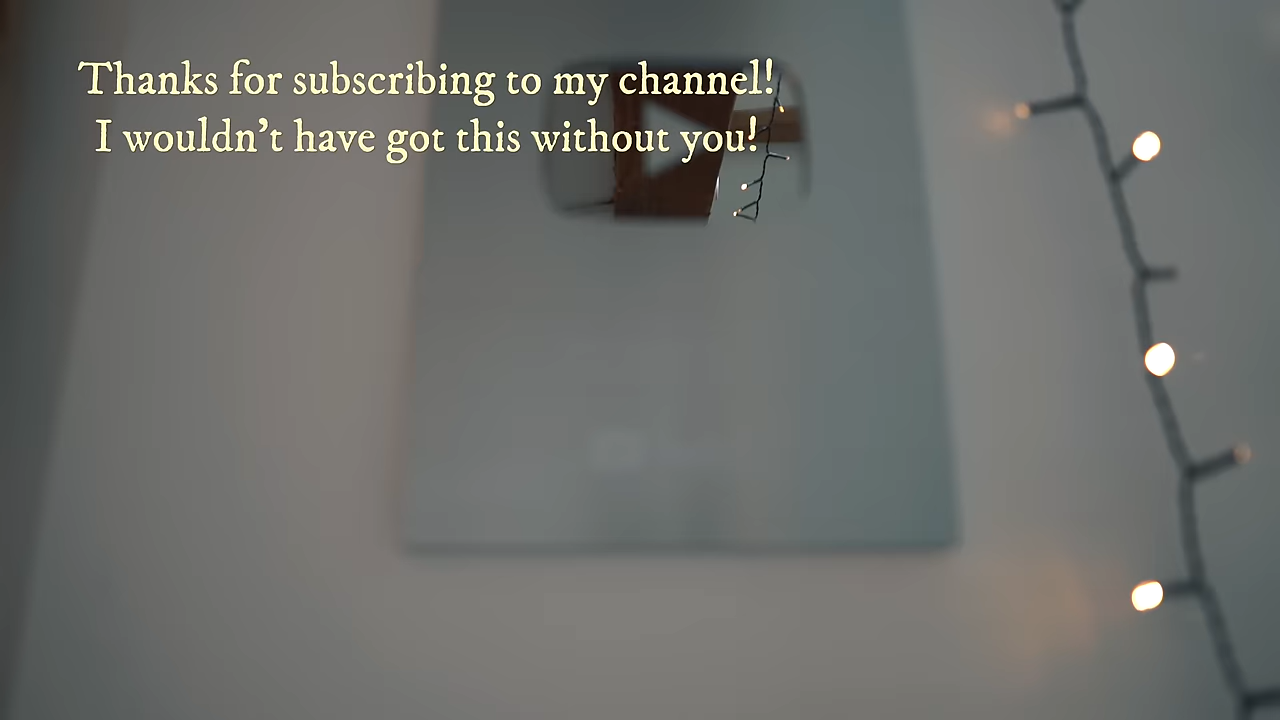 Thanks for subscribing to my channel!
I wouldn’t have got this without you!